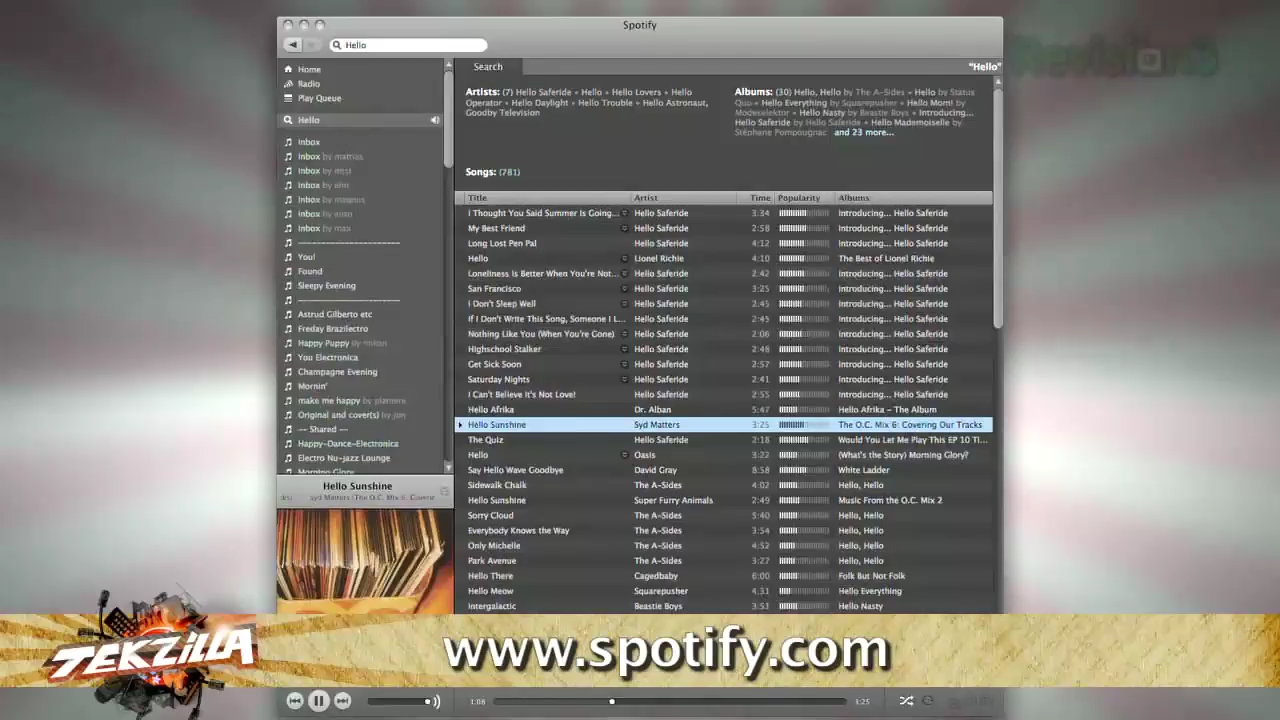 Spotify
Hello
Home
Radio
Play Queue
Hello
Inbox
Inbox by mattias
Inbox by
Inbox by
Inbox by magnus
Inbox by
Inbox by max
You!
Found
Sleepy Evening
Astrud Gilberto etc
Freday Brazilectro
Happy Puppy by
You Electronica
Champagne Evening
Mornin'
make me happy by
Original and cover(s) by jon
-- Shared --
Happy-Dance-Electronica
Electro Nu-jazz Lounge
Morning Glory
Hello Sunshine
Syd Matters (The O.C. Mix 6: Coverin
Search "Hello"
Artists: (7) Hello Saferide • Hello • Hello Lovers • Hello
Operator • Hello Daylight • Hello Trouble • Hello Astronaut,
Goodby Television
Albums: (30) Hello, Hello by The A-Sides • Hello by Status
Quo • Hello Everything by Squarepusher • Hello Mom! by
Modeselektor • Hello Nasty by Beastie Boys • Introducing...
Hello Saferide by Hello Saferide • Hello Mademoiselle by
Stéphane Pompougnac and 23 more...
Songs: (781)
Title Artist Time Popularity Albums
I Thought You Said Summer Is Going... Hello Saferide 3:34 Introducing... Hello Saferide
My Best Friend Hello Saferide 2:58 Introducing... Hello Saferide
Long Lost Pen Pal Hello Saferide 4:12 Introducing... Hello Saferide
Hello Lionel Richie 4:10 The Best of Lionel Richie
Loneliness Is Better When You're Not... Hello Saferide 2:42 Introducing... Hello Saferide
San Francisco Hello Saferide 3:25 Introducing... Hello Saferide
I Don't Sleep Well Hello Saferide 2:45 Introducing... Hello Saferide
If I Don't Write This Song, Someone I L... Hello Saferide 2:45 Introducing... Hello Saferide
Nothing Like You (When You're Gone) Hello Saferide 2:06 Introducing... Hello Saferide
Highschool Stalker Hello Saferide 2:48 Introducing... Hello Saferide
Get Sick Soon Hello Saferide 2:57 Introducing... Hello Saferide
Saturday Nights Hello Saferide 2:41 Introducing... Hello Saferide
I Can't Believe It's Not Love! Hello Saferide 2:55 Introducing... Hello Saferide
Hello Afrika Dr. Alban 5:47 Hello Afrika - The Album
Hello Sunshine Syd Matters 3:25 The O.C. Mix 6: Covering Our Tracks
The Quiz Hello Saferide 2:18 Would You Let Me Play This EP 10 Ti...
Hello Oasis 3:22 (What's the Story) Morning Glory?
Say Hello Wave Goodbye David Gray 8:58 White Ladder
Sidewalk Chalk The A-Sides 4:02 Hello, Hello
Hello Sunshine Super Furry Animals 2:49 Music From the O.C. Mix 2
Sorry Cloud The A-Sides 5:40 Hello, Hello
Everybody Knows the Way The A-Sides 3:54 Hello, Hello
Only Michelle The A-Sides 4:52 Hello, Hello
Park Avenue The A-Sides 3:27 Hello, Hello
Hello There Cagedbaby 6:00 Folk But Not Folk
Hello Meow Squarepusher 4:31 Hello Everything
Intergalactic Beastie Boys 3:51 Hello Nasty
TEKZILLA
www.spotify.com
1:06 3:25
Revision3